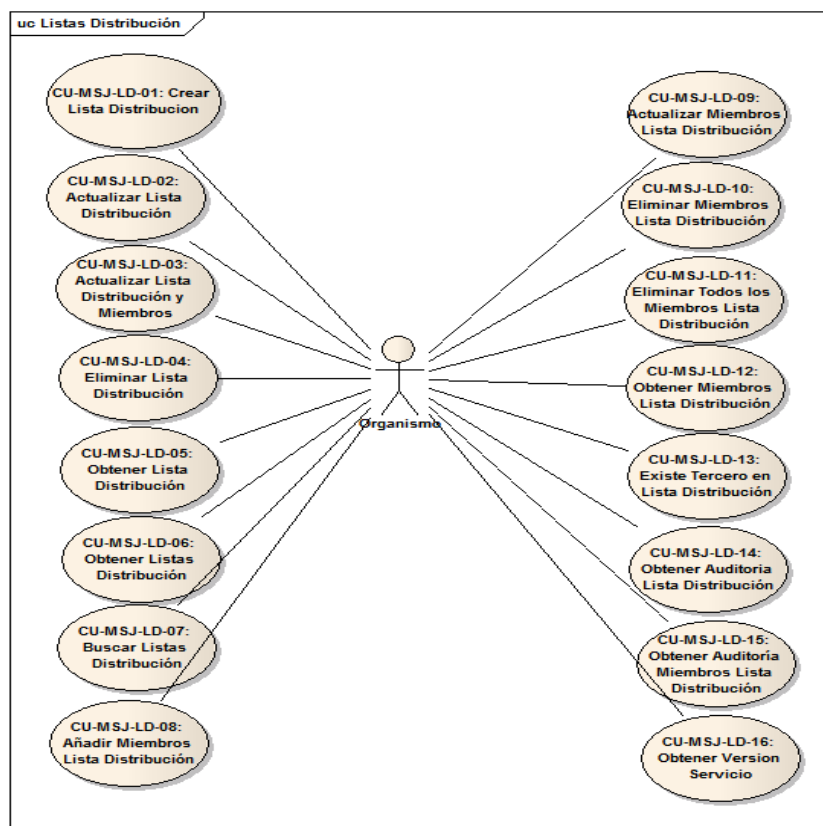 uc Listas Distribución
CU-MSJ-LD-01: Crear
Lista Distribucion
CU-MSJ-LD-02:
Actualizar Lista
Distribución
CU-MSJ-LD-03:
Actualizar Lista
Distribución y
Miembros
CU-MSJ-LD-04:
Eliminar Lista
Distribución
CU-MSJ-LD-05:
Obtener Lista
Distribución
CU-MSJ-LD-06:
Obtener Listas
Distribución
CU-MSJ-LD-07:
Buscar Listas
Distribución
CU-MSJ-LD-08:
Añadir Miembros
Lista Distribución
Organismo
CU-MSJ-LD-09:
Actualizar Miembros
Lista Distribución
CU-MSJ-LD-10:
Eliminar Miembros
Lista Distribución
CU-MSJ-LD-11:
Eliminar Todos los
Miembros Lista
Distribución
CU-MSJ-LD-12:
Obtener Miembros
Lista Distribución
CU-MSJ-LD-13:
Existe Tercero en
Lista Distribución
CU-MSJ-LD-14:
Obtener Auditoria
Lista Distribución
CU-MSJ-LD-15:
Obtener Auditoría
Miembros Lista
Distribución
CU-MSJ-LD-16:
Obtener Version
Servicio